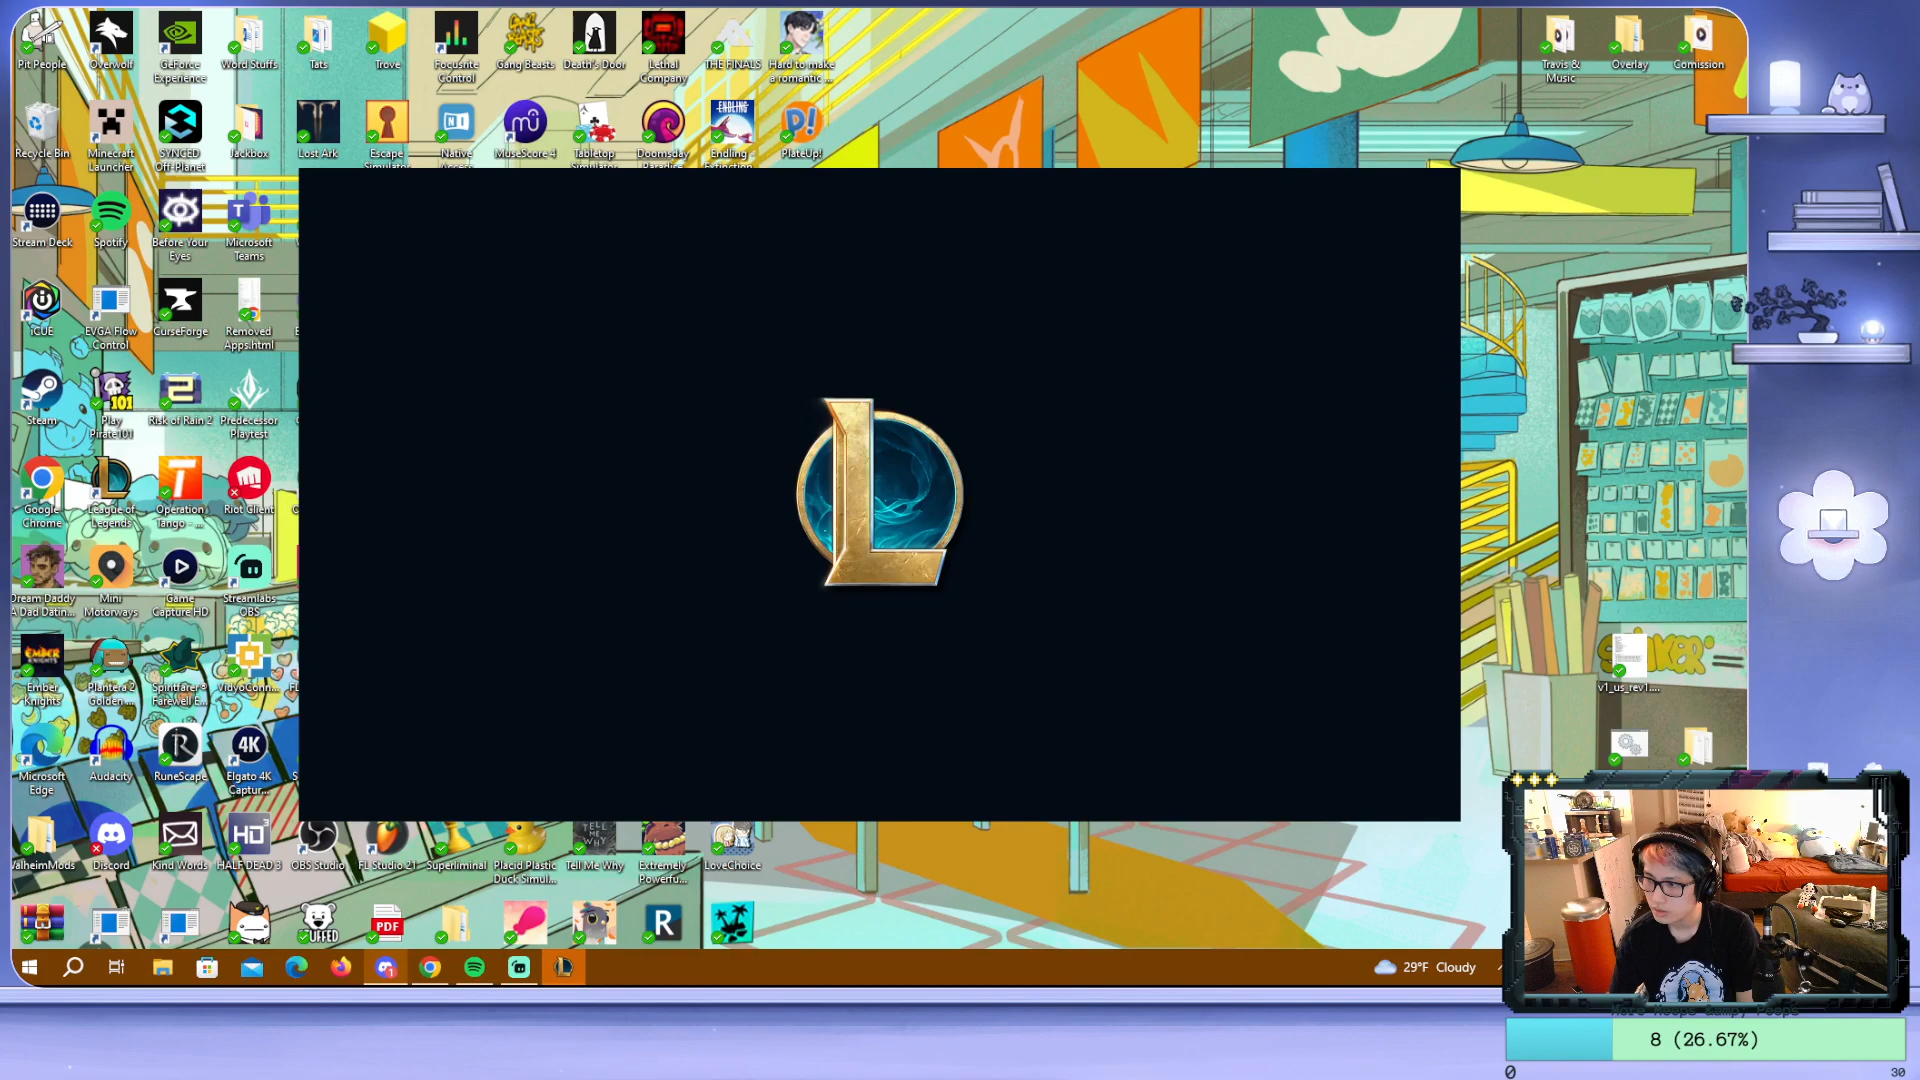 Pit People
Overwolf
GeForce Experience
Word Stuffs
Tats
Trove
Focusrite Control
Gang Beasts
Death's Door
Lethal Company
THE FINALS
Hard to make a romantic ...
Travis & Music
Overlay
Comission
Recycle Bin
Minecraft Launcher
SYNCED Off-Planet
Jackbox
Lost Ark
Escape Simulator
Native
MuseScore 4
Tabletop Simulator
Doomsday Paradise
Endling -
PlateUp!
Stream Deck
Spotify
Before Your Eyes
Microsoft Teams
iCUE
EVGA Flow Control
CurseForge
Removed Apps.html
Steam
Play Pirate101
Risk of Rain 2
Predecessor Playtest
Google Chrome
League of Legends
Operation Tango - ...
Riot Client
Dream Daddy A Dad Datin...
Mini Motorways
Game Capture HD
Streamlabs OBS
Ember Knights
Plantera 2 Golden ...
Spiritfarer® Farewell E...
VidyoConn...
v1_us_rev1....
Microsoft Edge
Audacity
RuneScape
Elgato 4K Captur...
ValheimMods
Discord
Kind Words
HALF DEAD 3
OBS Studio
FL Studio 21
Superliminal
Placid Plastic Duck Simul...
Tell Me Why
Extremely Powerfu...
LoveChoice
PDF
29°F Cloudy
8 (26.67%)
0
30